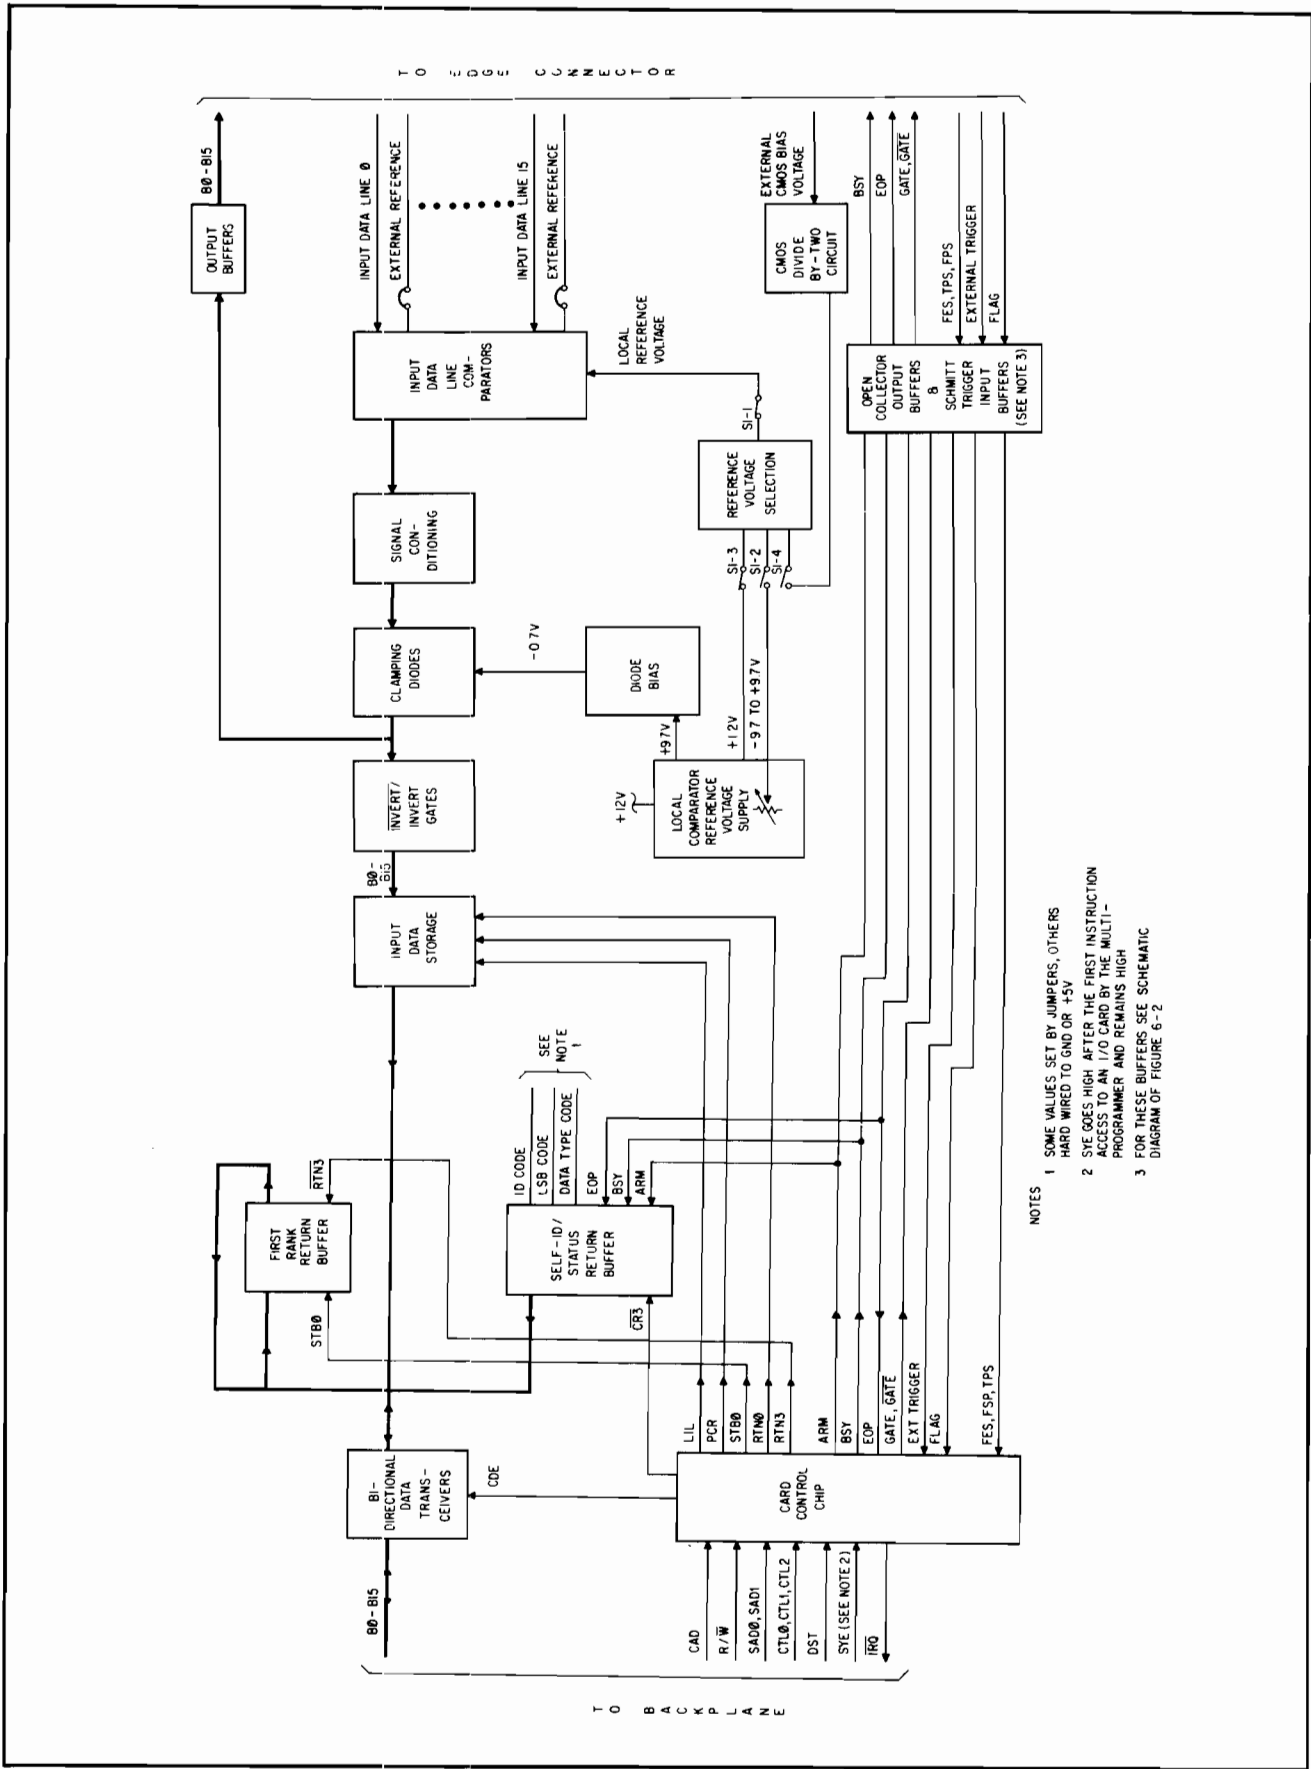 TO EDGE CONNECTOR
B0-B15
OUTPUT
BUFFERS
INPUT DATA LINE 0
EXTERNAL REFERENCE
INPUT DATA LINE 15
EXTERNAL REFERENCE
INPUT
DATA
LINE
COM-
PARATORS
LOCAL
REFERENCE
VOLTAGE
EXTERNAL
CMOS BIAS
VOLTAGE
CMOS
DIVIDE
BY-TWO
CIRCUIT
BSY
EOP
GATE, GATE
FES, TPS, FPS
EXTERNAL TRIGGER
FLAG
OPEN
COLLECTOR
OUTPUT
BUFFERS
&
SCHMITT
TRIGGER
INPUT
BUFFERS
(SEE NOTE 3)
SIGNAL
CON-
DITIONING
S1-1
REFERENCE
VOLTAGE
SELECTION
S1-3
S1-2
S1-4
CLAMPING
DIODES
-0.7V
DIODE
BIAS
+9.7V
+1.2V
-9.7 TO +9.7V
+12V
LOCAL
COMPARATOR
REFERENCE
VOLTAGE
SUPPLY
INVERT/
INVERT
GATES
B0-
B15
INPUT
DATA
STORAGE
SEE
NOTE
1
ID CODE
LSB CODE
DATA TYPE CODE
EOP
BSY
ARM
SELF-ID/
STATUS
RETURN
BUFFER
CR3
RTN3
FIRST
RANK
RETURN
BUFFER
STB0
BI-
DIRECTIONAL
DATA
TRANS-
CEIVERS
CDE
B0-B15
LIL
PCR
STB0
RTN0
RTN3
ARM
BSY
EOP
GATE, GATE
EXT TRIGGER
FLAG
FES, FSP, TPS
CARD
CONTROL
CHIP
CAD
R/W
SAD0, SAD1
CTL0, CTL1, CTL2
DST
SYE (SEE NOTE 2)
IRQ
TO BACKPLANE
NOTES
1 SOME VALUES SET BY JUMPERS, OTHERS
HARD WIRED TO GND OR +5V
2 SYE GOES HIGH AFTER THE FIRST INSTRUCTION
ACCESS TO AN I/O CARD BY THE MULTI-
PROGRAMMER AND REMAINS HIGH
3 FOR THESE BUFFERS SEE SCHEMATIC
DIAGRAM OF FIGURE 6-2